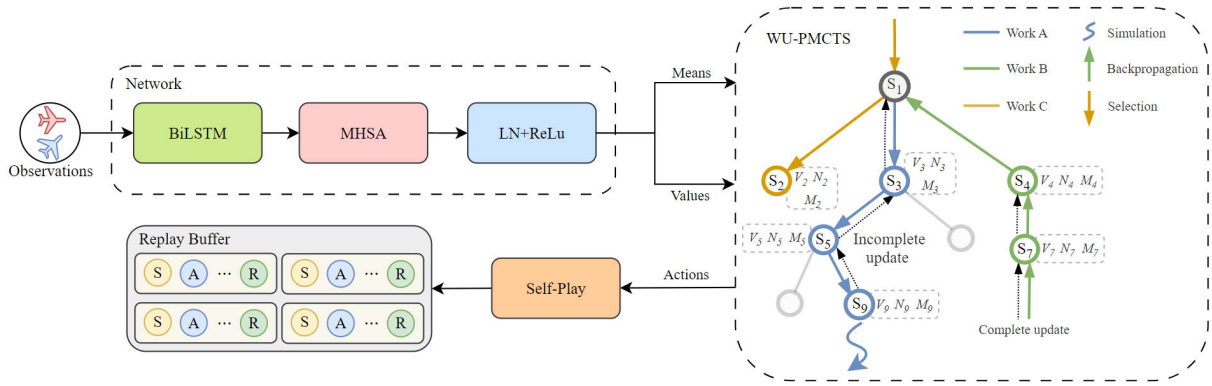 Network
BiLSTM
MHSA
LN+ReLu
Observations
Means
Values
WU-PMCTS
Work A
Work B
Work C
Simulation
Backpropagation
Selection
S1
S2
V2 N2
M2
S3
V3 N3
M3
S4
V4 N4 M4
V5 N5 M5
S5
Incomplete
update
S7
V7 N7 M7
S9
V9 N9 M9
Complete update
Actions
Self-Play
Replay Buffer
S A ··· R
S A ··· R
S A ··· R
S A ··· R